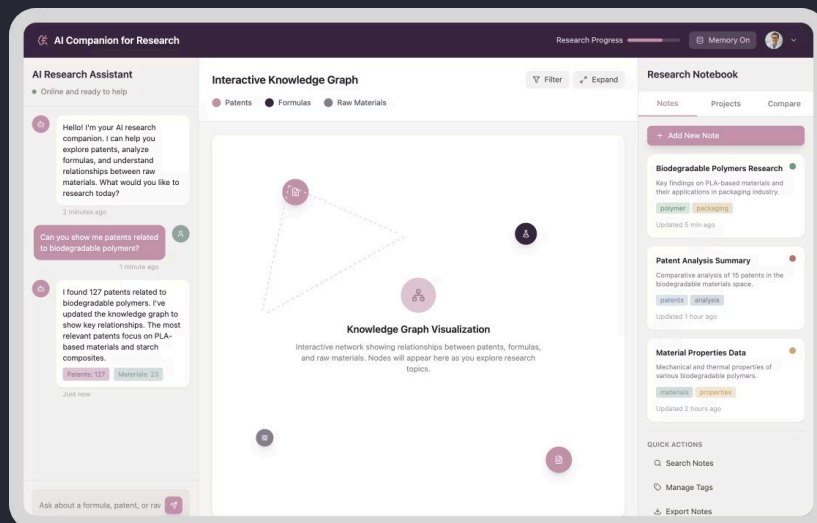 AI Companion for Research
Research Progress
Memory On
AI Research Assistant
Online and ready to help
Hello! I'm your AI research
companion. I can help you
explore patents, analyze
formulas, and understand
relationships between raw
materials. What would you like to
research today?
2 minutes ago
Can you show me patents related
to biodegradable polymers?
1 minute ago
I found 127 patents related to
biodegradable polymers. I've
updated the knowledge graph to
show key relationships. The most
relevant patents focus on PLA-
based materials and starch
composites.
Patents: 127 Materials: 23
Just now
Ask about a formula, patent, or rav
Interactive Knowledge Graph
Filter
Expand
Patents
Formulas
Raw Materials
Knowledge Graph Visualization
Interactive network showing relationships between patents, formulas,
and raw materials. Nodes will appear here as you explore research
topics.
Research Notebook
Notes Projects Compare
+ Add New Note
Biodegradable Polymers Research
Key findings on PLA-based materials and
their applications in packaging industry.
polymer packaging
Updated 5 min ago
Patent Analysis Summary
Comparative analysis of 15 patents in the
biodegradable materials space.
patents analysis
Updated 1 hour ago
Material Properties Data
Mechanical and thermal properties of
various biodegradable polymers.
materials properties
Updated 2 hours ago
QUICK ACTIONS
Search Notes
Manage Tags
Export Notes